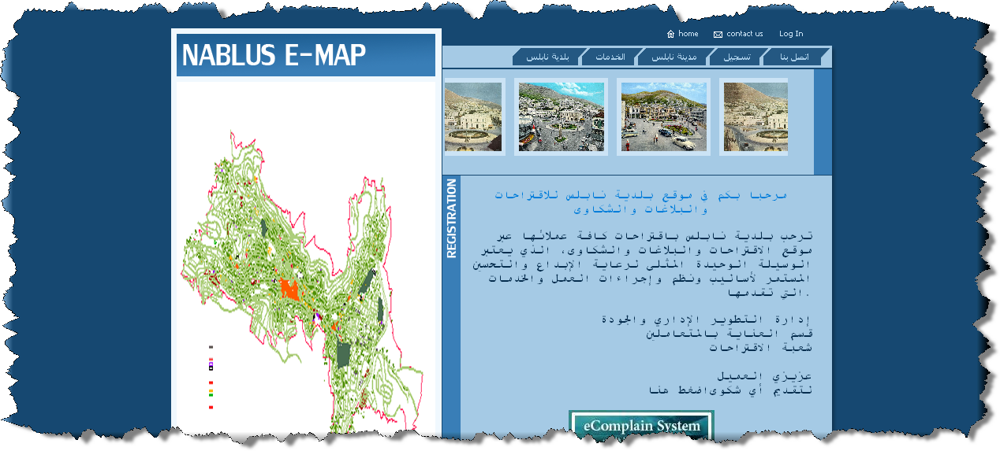 NABLUS E-MAP
home
contact us
Log In
بلدية نابلس
الخدمات
مدينة نابلس
تسجيل
اتصل بنا
REGISTRATION
مرحبا بكم في موقع بلدية نابلس للاقتراحات
والبلاغات والشكاوى
ترحب بلدية نابلس باقتراحات كافة عملائها عبر
موقع الاقتراحات والبلاغات والشكاوى، الذي يعتبر
الوسيلة الوحيدة المثلى لرعاية الإبداع والتحسين
المستمر لأساليب ونظم وإجراءات العمل والخدمات
التي تقدمها.
إدارة التطوير الإداري والجودة
قسم العناية بالمتعاملين
شعبة الاقتراحات
عزيزي العميل
لتقديم أي شكوى اضغط هنا
eComplain System